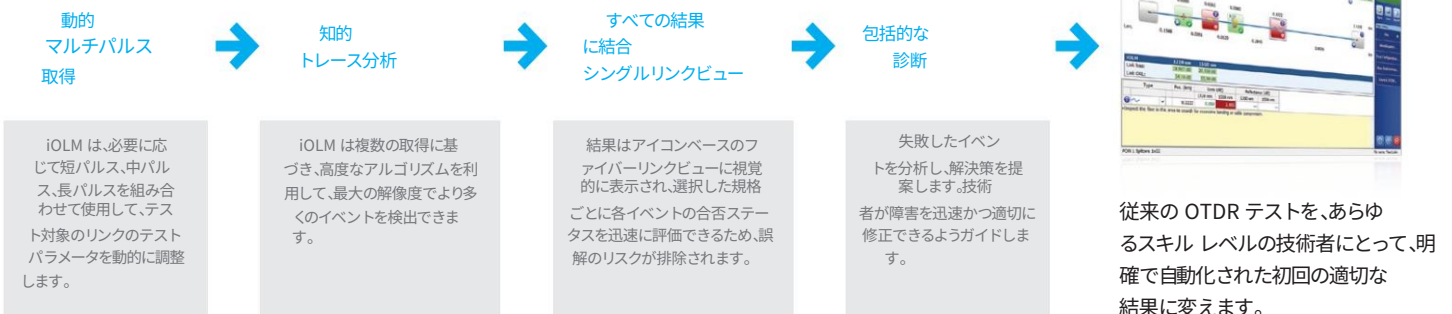 動的
マルチパルス
取得
知的
トレース分析
すべての結果
に結合
シングルリンクビュー
包括的な
診断
iOLM は、必要に応
じて短パルス、中パル
ス、長パルスを組み合
わせて使用して、テス
ト対象のリンクのテスト
パラメータを動的に調整
します。
iOLM は複数の取得に基
づき、高度なアルゴリズムを利
用して、最大の解像度でより多
くのイベントを検出できま
す。
結果はアイコンベースのフ
ァイバーリンクビューに視覚
的に表示され、選択した規格
ごとに各イベントの合否ステー
タスを迅速に評価できるため、誤
解のリスクが排除されます。
失敗したイベン
トを分析し、解決策を提
案します。技術
者が障害を迅速かつ適切に
修正できるようガイドしま
す。
Type
Pos. (km)
Loss (dB)
従来の OTDR テストを、あらゆ
るスキル レベルの技術者にとって、明
確で自動化された初回の適切な
結果に変えます。